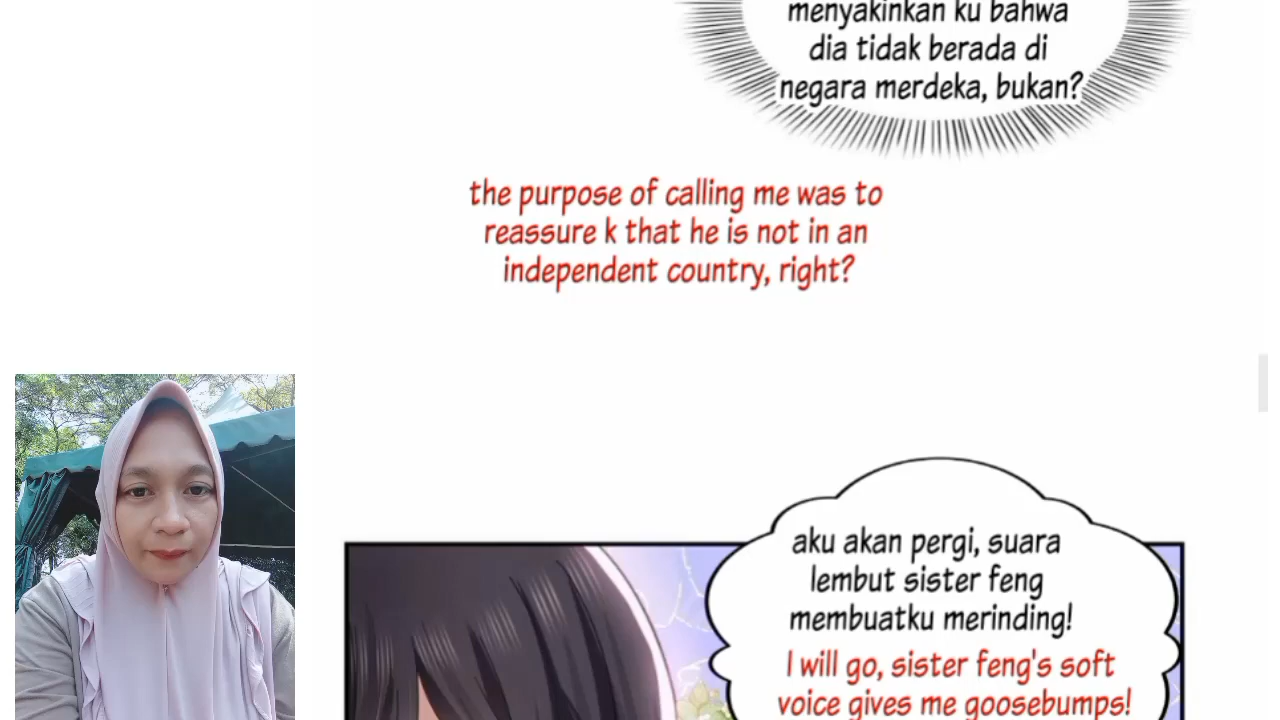 menyakinkan ku bahwa
dia tidak berada di
negara merdeka, bukan?
the purpose of calling me was to
reassure k that he is not in an
independent country, right?
aku akan pergi, suara
lembut sister feng
membuatku merinding!
I will go, sister feng's soft
voice gives me goosebumps!